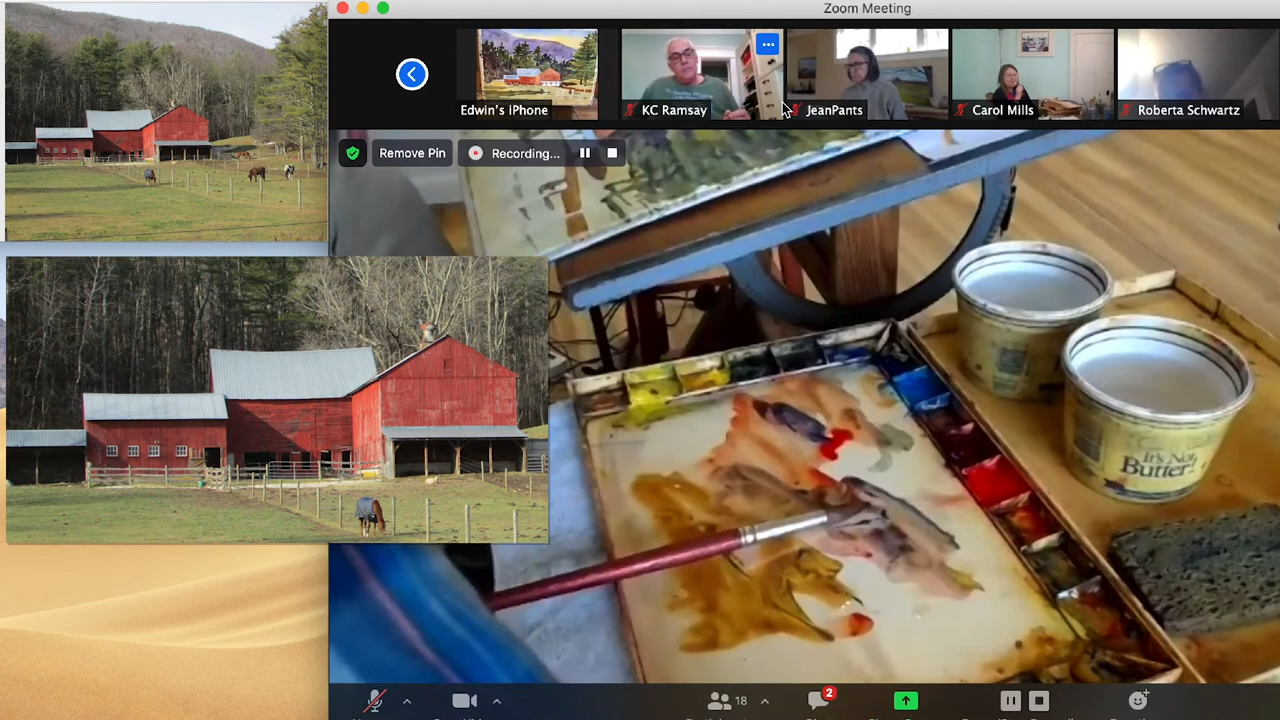 Zoom Meeting
Edwin's iPhone
KC Ramsay
JeanPants
Carol Mills
Roberta Schwartz
Remove Pin
Recording...
It's Not
Butter!
18
2